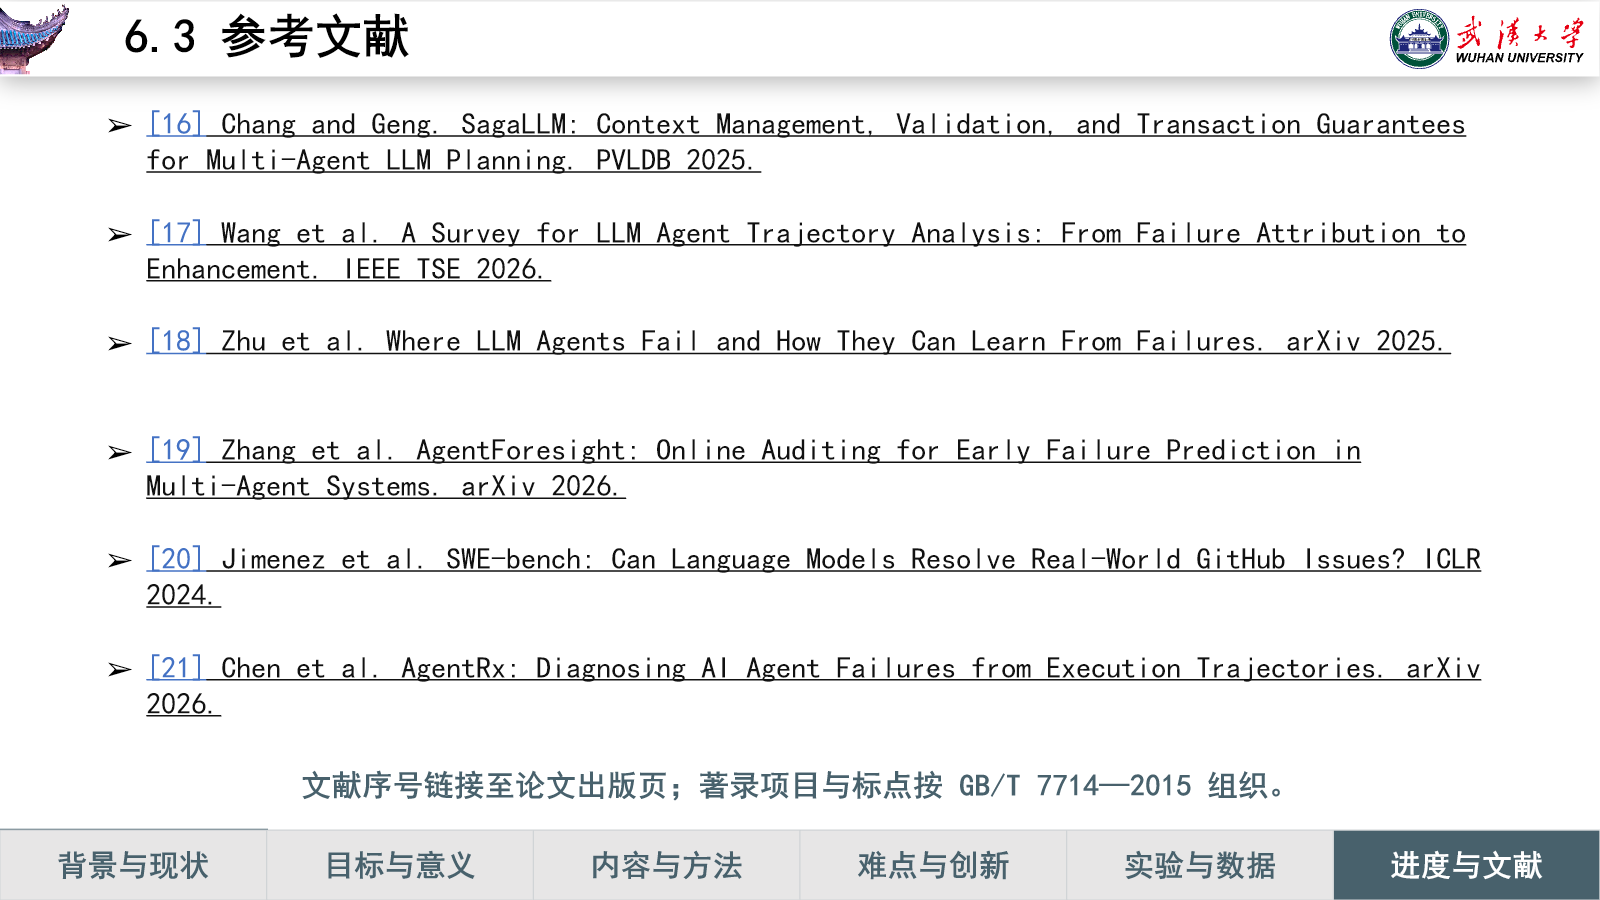 6.3 参考文献
武汉大学
WUHAN UNIVERSITY
➢ [16] Chang and Geng. SagaLLM: Context Management, Validation, and Transaction Guarantees
for Multi-Agent LLM Planning. PVLDB 2025.
➢ [17] Wang et al. A Survey for LLM Agent Trajectory Analysis: From Failure Attribution to
Enhancement. IEEE TSE 2026.
➢ [18] Zhu et al. Where LLM Agents Fail and How They Can Learn From Failures. arXiv 2025.
➢ [19] Zhang et al. AgentForesight: Online Auditing for Early Failure Prediction in
Multi-Agent Systems. arXiv 2026.
➢ [20] Jimenez et al. SWE-bench: Can Language Models Resolve Real-World GitHub Issues? ICLR
2024.
➢ [21] Chen et al. AgentRx: Diagnosing AI Agent Failures from Execution Trajectories. arXiv
2026.
文献序号链接至论文出版页；著录项目与标点按 GB/T 7714—2015 组织。
背景与现状
目标与意义
内容与方法
难点与创新
实验与数据
进度与文献